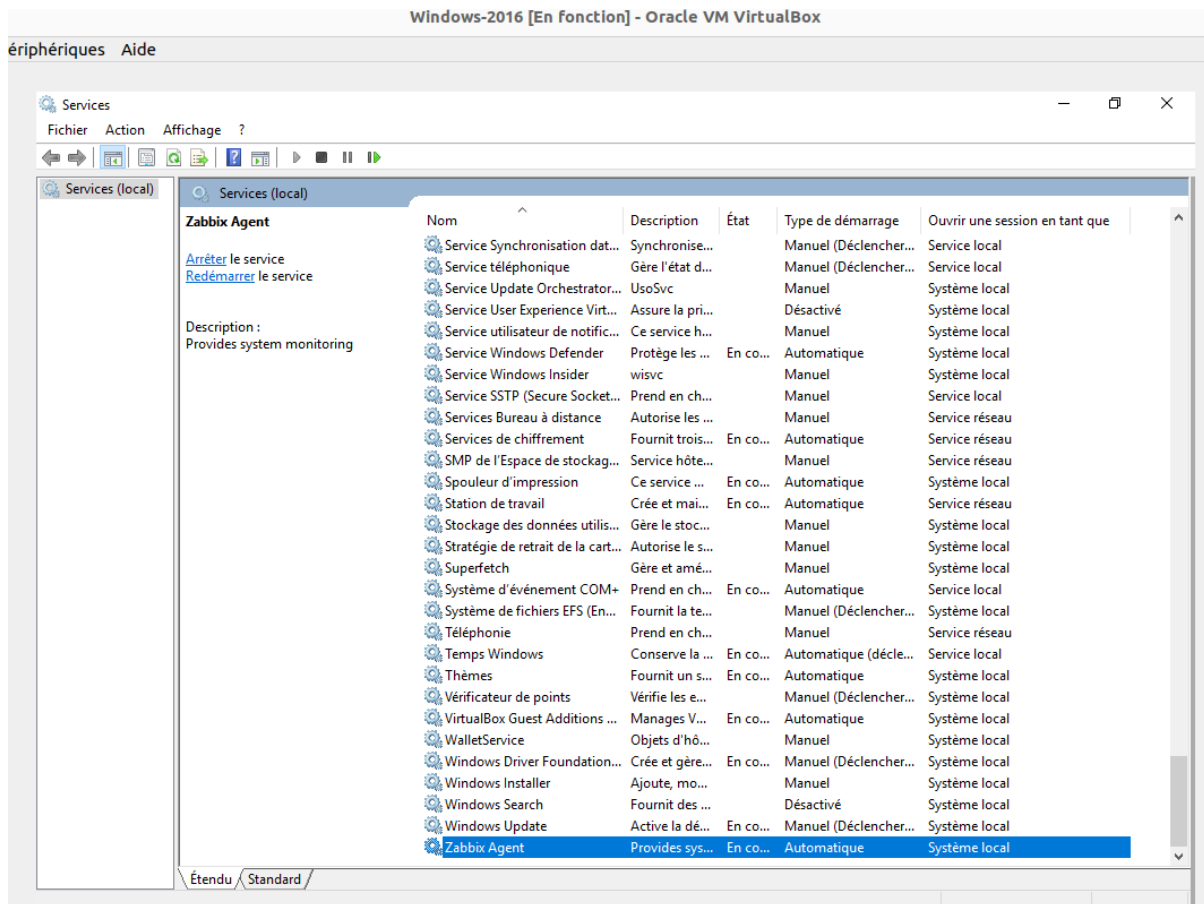 Windows-2016 [En fonction] - Oracle VM VirtualBox
ériphériques Aide
Services
Fichier Action Affichage ?
Services (local)
Services (local)
Zabbix Agent
Arrêter le service
Redémarrer le service
Description :
Provides system monitoring
Nom Description État Type de démarrage Ouvrir une session en tant que
Service Synchronisation dat... Synchronise... Manuel (Déclencher... Service local
Service téléphonique Gère l'état d... Manuel (Déclencher... Service local
Service Update Orchestrator... UsoSvc Manuel Système local
Service User Experience Virt... Assure la pri... Désactivé Système local
Service utilisateur de notific... Ce service h... Manuel Système local
Service Windows Defender Protège les ... En co... Automatique Système local
Service Windows Insider wisvc Manuel Système local
Service SSTP (Secure Socket... Prend en ch... Manuel Service local
Services Bureau à distance Autorise les ... Manuel Service réseau
Services de chiffrement Fournit trois... En co... Automatique Service réseau
SMP de l'Espace de stockag... Service hôte... Manuel Service réseau
Spouleur d'impression Ce service ... En co... Automatique Système local
Station de travail Crée et mai... En co... Automatique Service réseau
Stockage des données utilis... Gère le stoc... Manuel Système local
Stratégie de retrait de la cart... Autorise le s... Manuel Système local
Superfetch Gère et amé... Manuel Système local
Système d'événement COM+ Prend en ch... En co... Automatique Service local
Système de fichiers EFS (En... Fournit la te... Manuel (Déclencher... Système local
Téléphonie Prend en ch... Manuel Service réseau
Temps Windows Conserve la ... En co... Automatique (décle... Service local
Thèmes Fournit un s... En co... Automatique Système local
Vérificateur de points Vérifie les e... Manuel (Déclencher... Système local
VirtualBox Guest Additions ... Manages V... En co... Automatique Système local
WalletService Objets d'hô... Manuel Système local
Windows Driver Foundation... Crée et gère... En co... Manuel (Déclencher... Système local
Windows Installer Ajoute, mo... Manuel Système local
Windows Search Fournit des ... Désactivé Système local
Windows Update Active la dé... En co... Manuel (Déclencher... Système local
Zabbix Agent Provides sys... En co... Automatique Système local
Étendu Standard